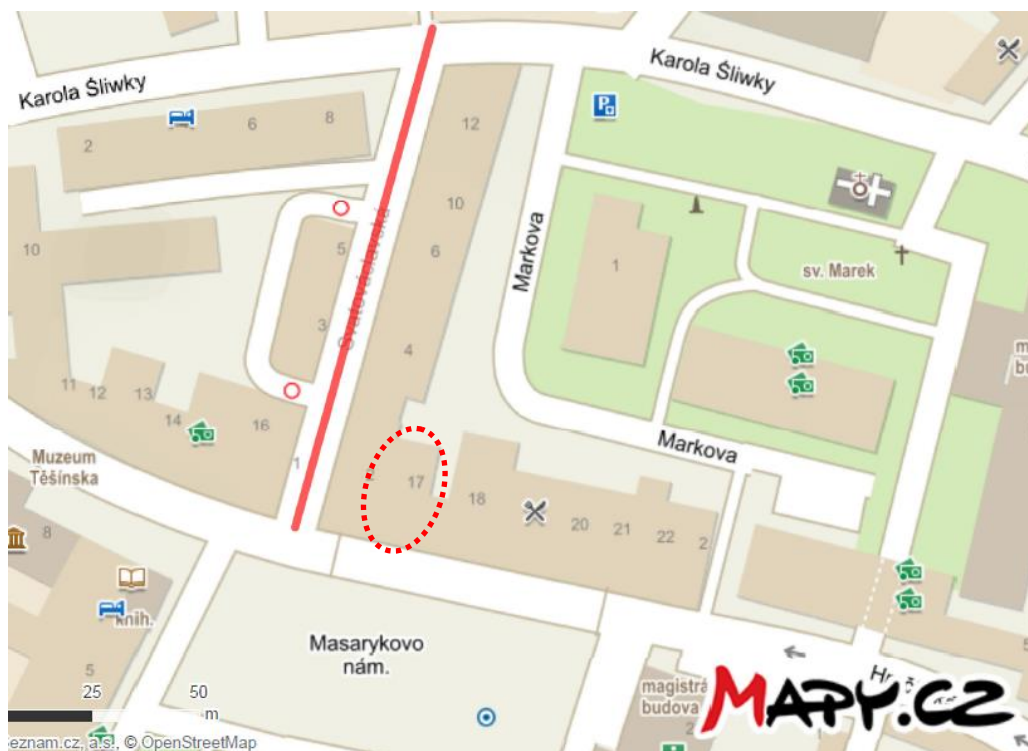 Karola Śliwky
Karola Śliwky
2
6
8
12
10
10
6
5
Svatováclavská
Markova
1
sv. Marek
3
4
11
12
13
14
16
1
Muzeum
Těšínska
17
18
Markova
20
21
22
2
8
knih.
5
Masarykovo
nám.
magistrá
budova
2
25
50
m
MAPY.CZ
eznam.cz, a.s., © OpenStreetMap